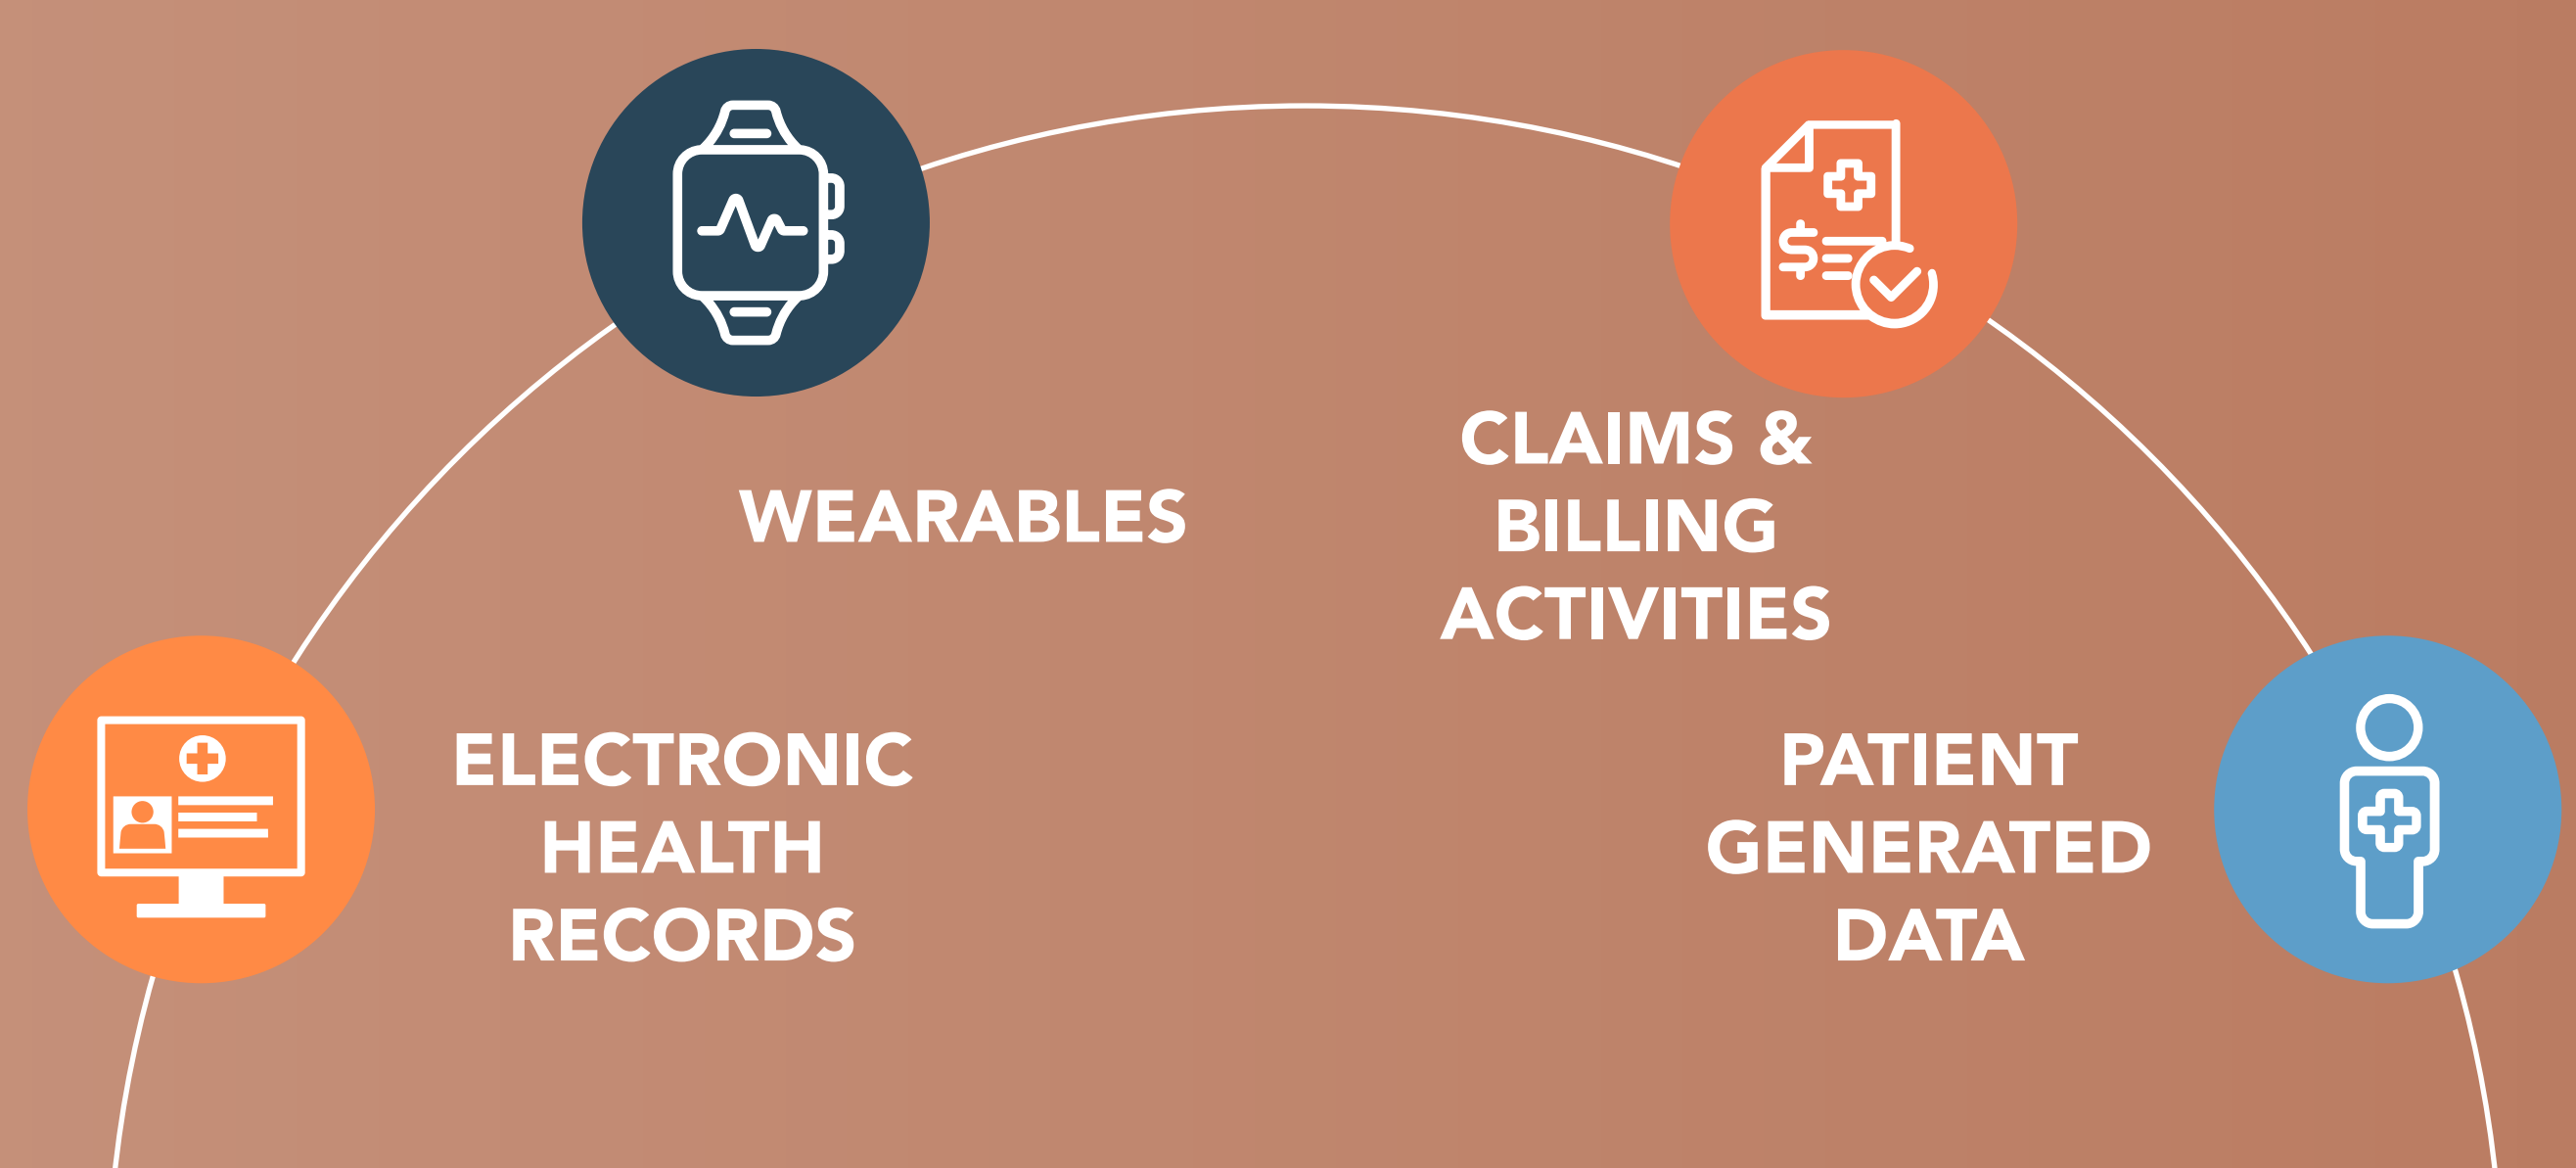 WEARABLES
CLAIMS &
BILLING
ACTIVITIES
ELECTRONIC
HEALTH
RECORDS
PATIENT
GENERATED
DATA